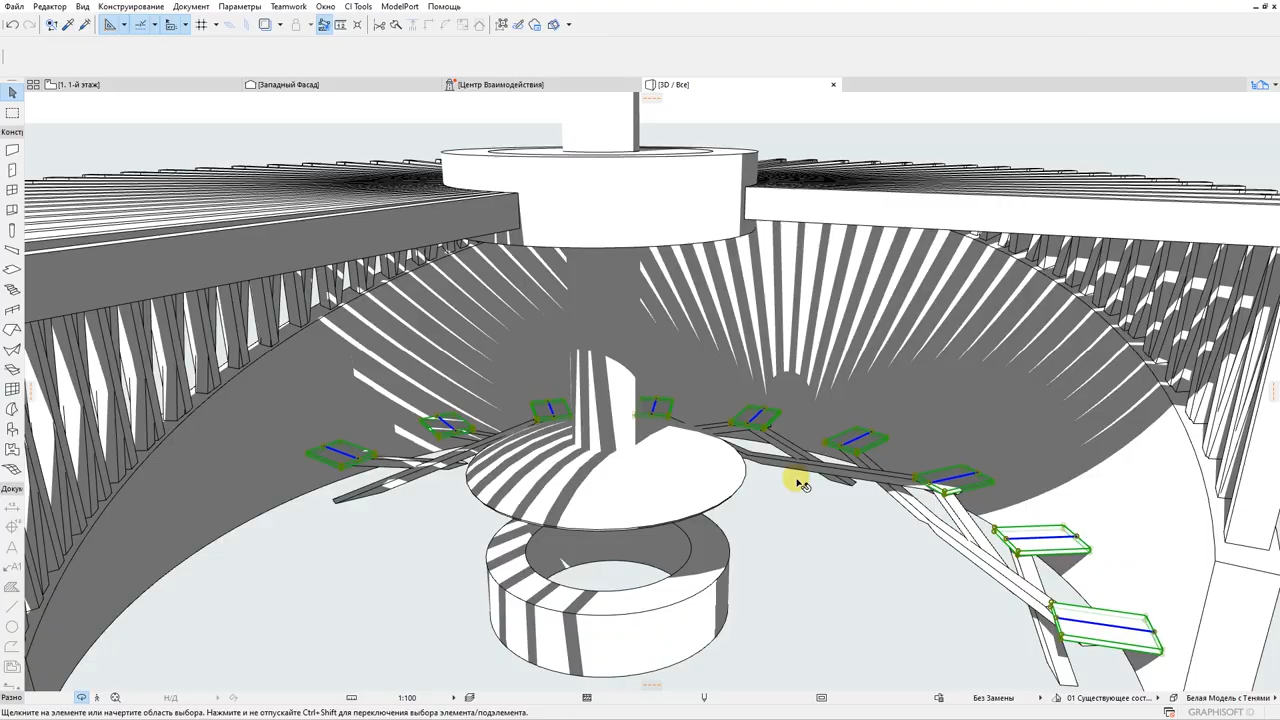 Файл Редактор Вид Конструирование Документ Параметры Teamwork Окно CI Tools ModelPort Помощь
[1. 1-й этаж] [Западный Фасад] [Центр Взаимодействия] [3D / Все]
Констр
Докум
A
A1
Разно
Н/Д 1:100 Без Замены 01 Существующее сост... Белая Модель с Тенями
Щелкните на элементе или начертите область выбора. Нажмите и не отпускайте Ctrl+Shift для переключения выбора элемента/подэлемента. GRAPHISOFT ID